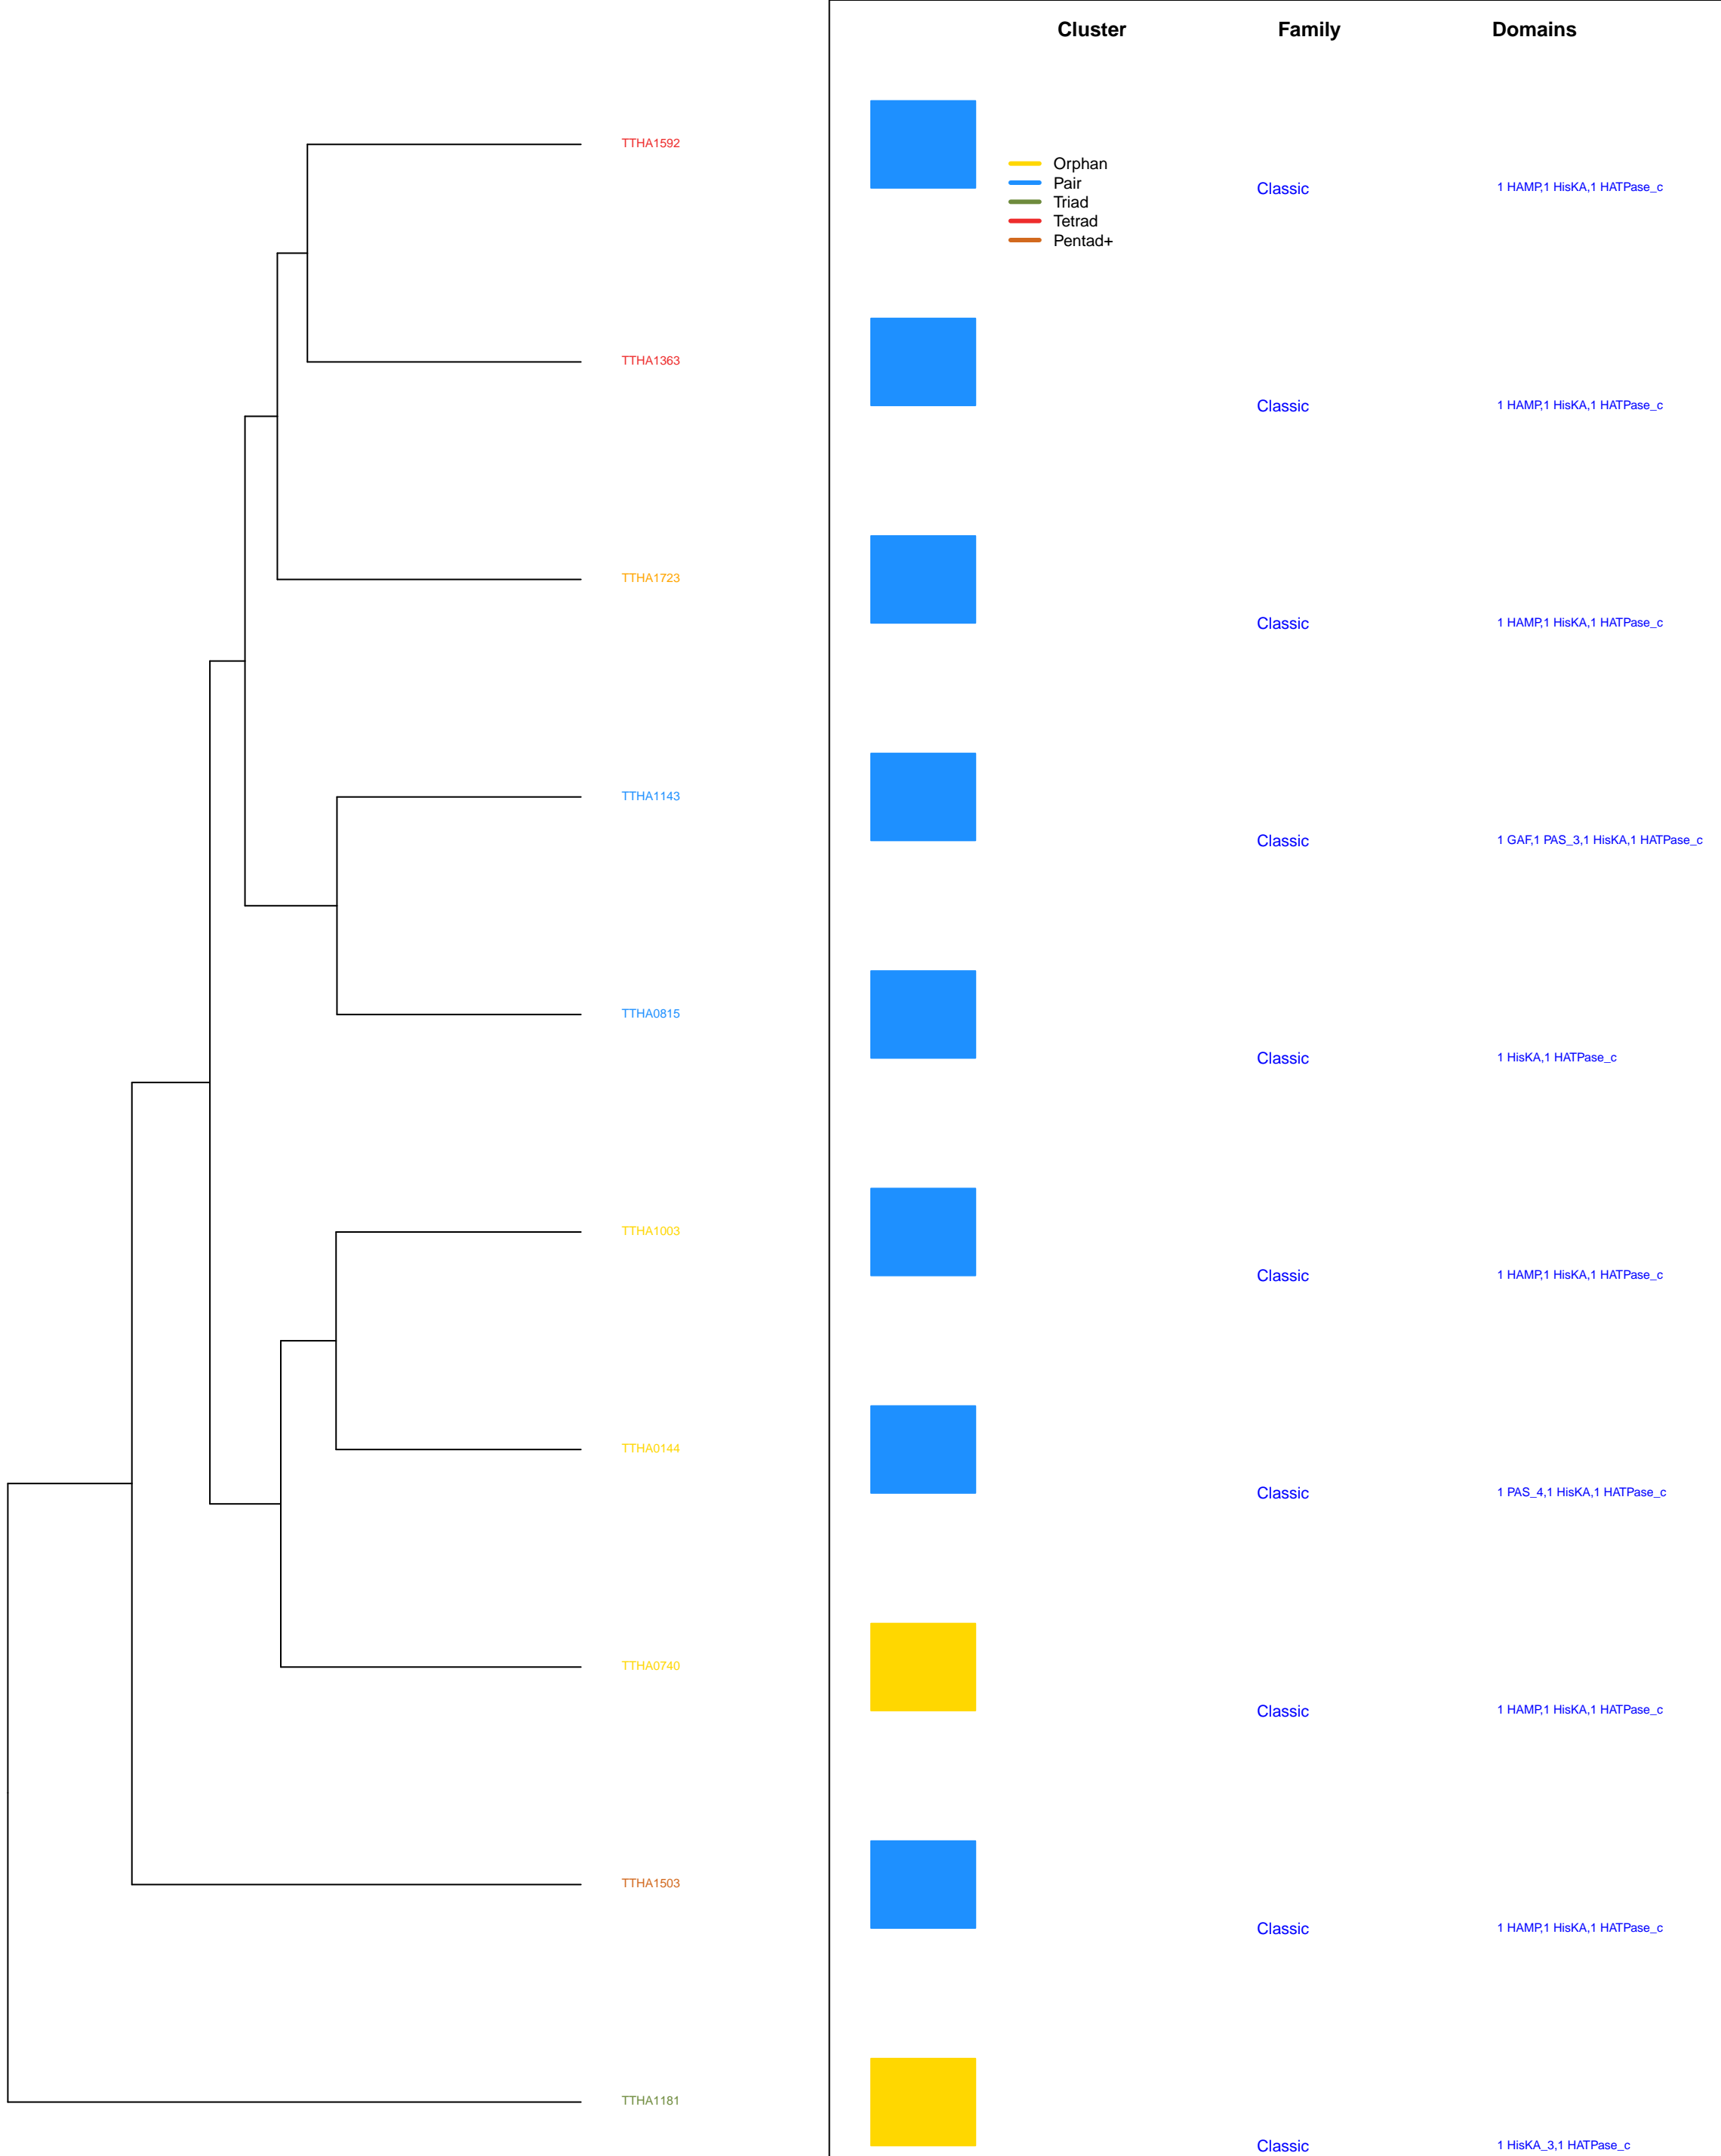 Cluster Family Domains
TTHA1592
Orphan
Pair
Classic 1 HAMP,1 HisKA,1 HATPase_c
Triad
Tetrad
Pentad+
TTHA1363
Classic 1 HAMP,1 HisKA,1 HATPase_c
TTHA1723
Classic 1 HAMP,1 HisKA,1 HATPase_c
TTHA1143
Classic 1 GAF,1 PAS_3,1 HisKA,1 HATPase_c
TTHA0815
Classic 1 HisKA,1 HATPase_c
TTHA1003
Classic 1 HAMP,1 HisKA,1 HATPase_c
TTHA0144
Classic 1 PAS_4,1 HisKA,1 HATPase_c
TTHA0740
Classic 1 HAMP,1 HisKA,1 HATPase_c
TTHA1503
Classic 1 HAMP,1 HisKA,1 HATPase_c
TTHA1181
Classic 1 HisKA_3,1 HATPase_c